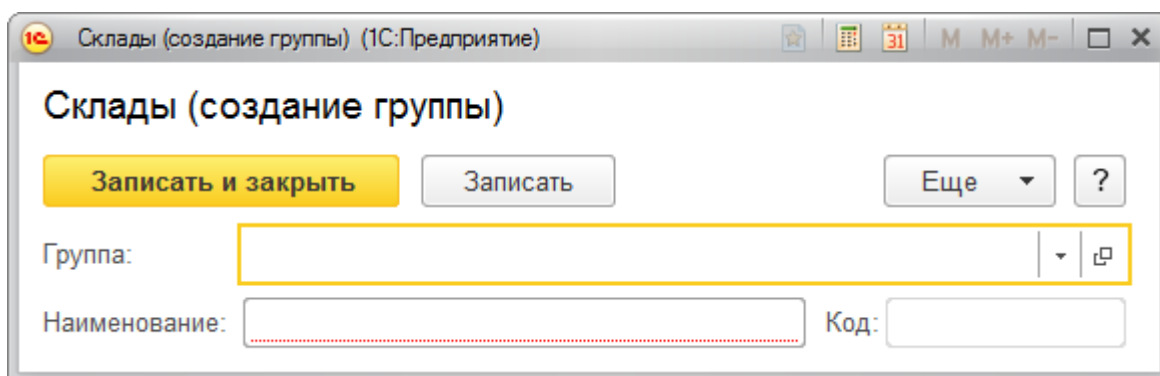 1С Склады (создание группы) (1С:Предприятие) 31 M M+ M-
Склады (создание группы)
Записать и закрыть Записать Еще ?
Группа:
Наименование: Код: